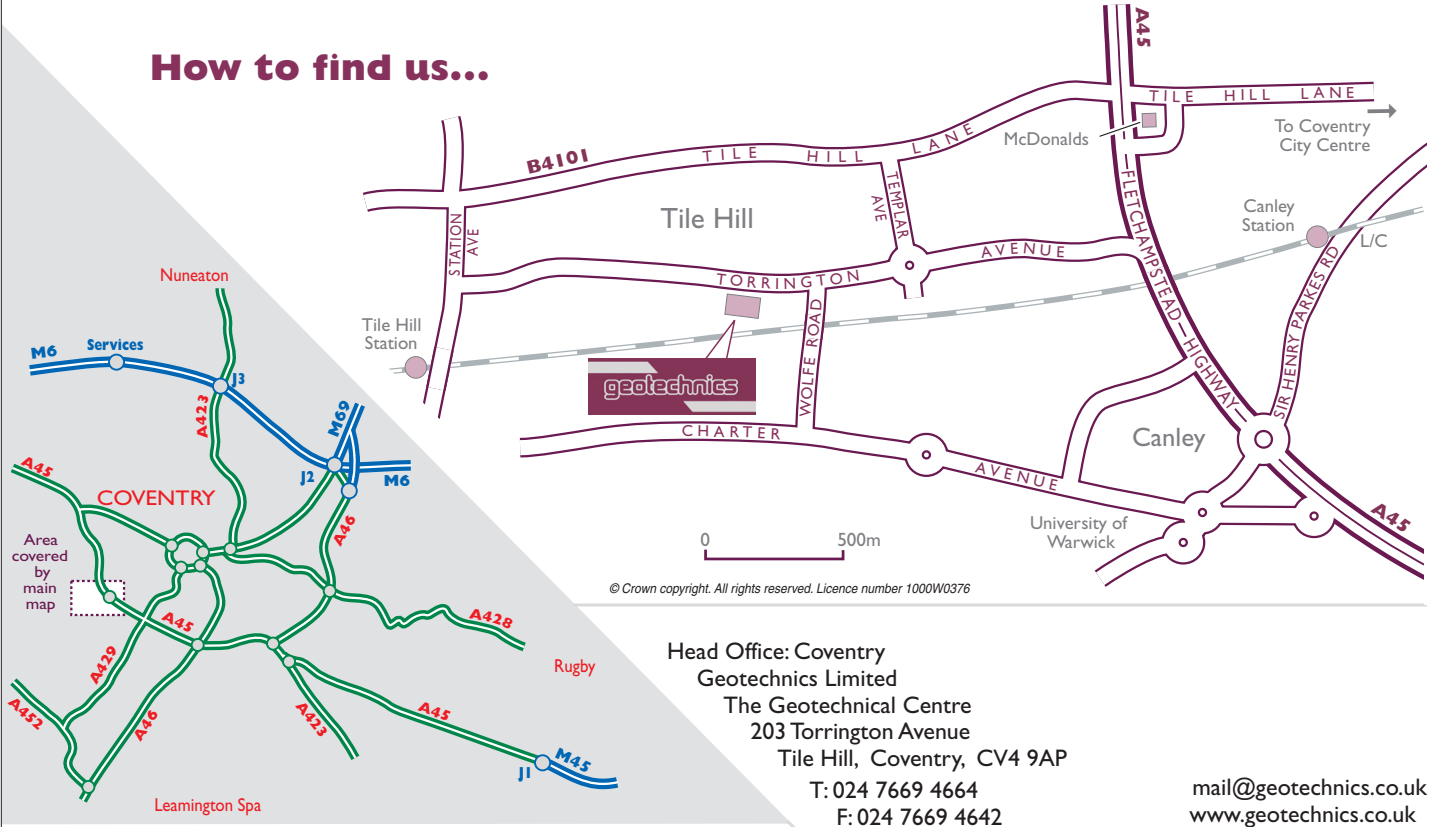 How to find us...
A45
TILE HILL LANE
To Coventry
City Centre
McDonalds
B4101
TILE HILL LANE
TEMPLAR
AVE
FLETCHAMPSTEAD HIGHWAY
Canley
Station
L/C
Tile Hill
STATION
AVE
TORRINGTON AVENUE
SIR HENRY PARKES RD
Tile Hill
Station
geotechnics
WOLFE ROAD
CHARTER AVENUE
Canley
University of
Warwick
A45
0 500m
© Crown copyright. All rights reserved. Licence number 1000W0376
Nuneaton
M6
Services
J3
A423
M69
J2
M6
A45
COVENTRY
A46
Area
covered
by
main
map
A45
A428
Rugby
A429
A452
A46
A423
A45
J1
M45
Leamington Spa
Head Office: Coventry
Geotechnics Limited
The Geotechnical Centre
203 Torrington Avenue
Tile Hill, Coventry, CV4 9AP
T: 024 7669 4664
F: 024 7669 4642
mail@geotechnics.co.uk
www.geotechnics.co.uk